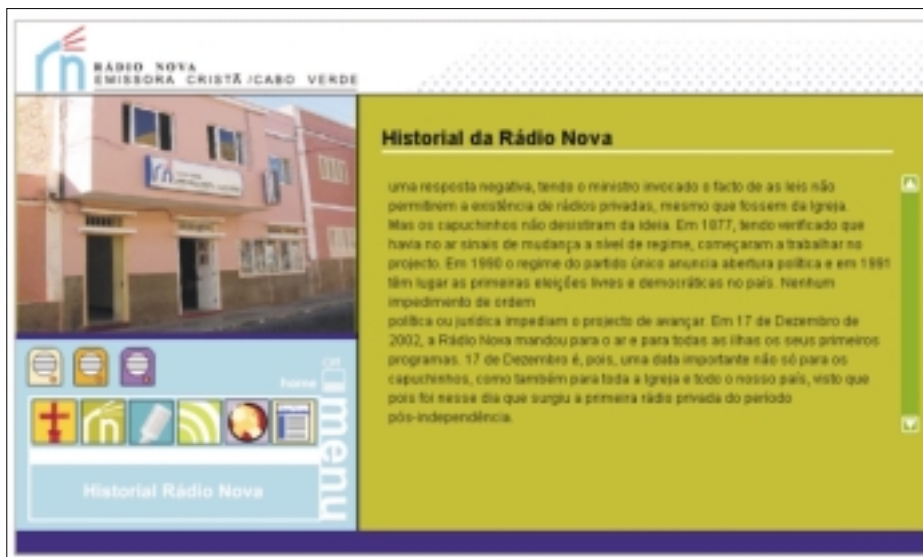 RÁDIO NOVA
EMISSORA CRISTÃ /CABO VERDE
Historial da Rádio Nova
uma resposta negativa, tendo o ministro invocado o facto de as leis não
permitirem a existência de rádios privadas, mesmo que fossem da Igreja.
Mas os capuchinhos não desistiram da ideia. Em 1077, tendo verificado que
havia no ar sinais de mudança a nível de regime, começaram a trabalhar no
projecto. Em 1990 o regime do partido único anuncia abertura política e em 1991
têm lugar as primeiras eleições livres e democráticas no país. Nenhum
impedimento de ordem
política ou jurídica impediam o projecto de avançar. Em 17 de Dezembro de
2002, a Rádio Nova mandou para o ar e para todas as ilhas os seus primeiros
programas. 17 de Dezembro é, pois, uma data importante não só para os
capuchinhos, como também para toda a Igreja e todo o nosso país, visto que
pois foi nesse dia que surgiu a primeira rádio privada do período
pós-independência.
Off
home
menu
Historial Rádio Nova